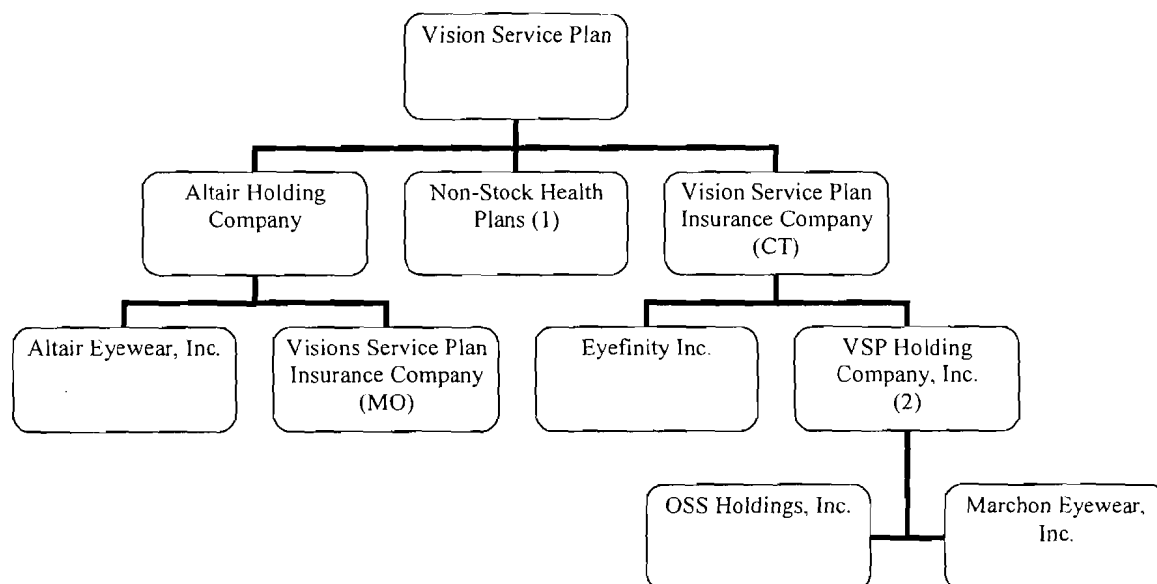 Vision Service Plan
Altair Holding
Company
Non-Stock Health
Plans (1)
Vision Service Plan
Insurance Company
(CT)
Altair Eyewear, Inc.
Visions Service Plan
Insurance Company
(MO)
Eyefinity Inc.
VSP Holding
Company, Inc.
(2)
OSS Holdings, Inc.
Marchon Eyewear,
Inc.